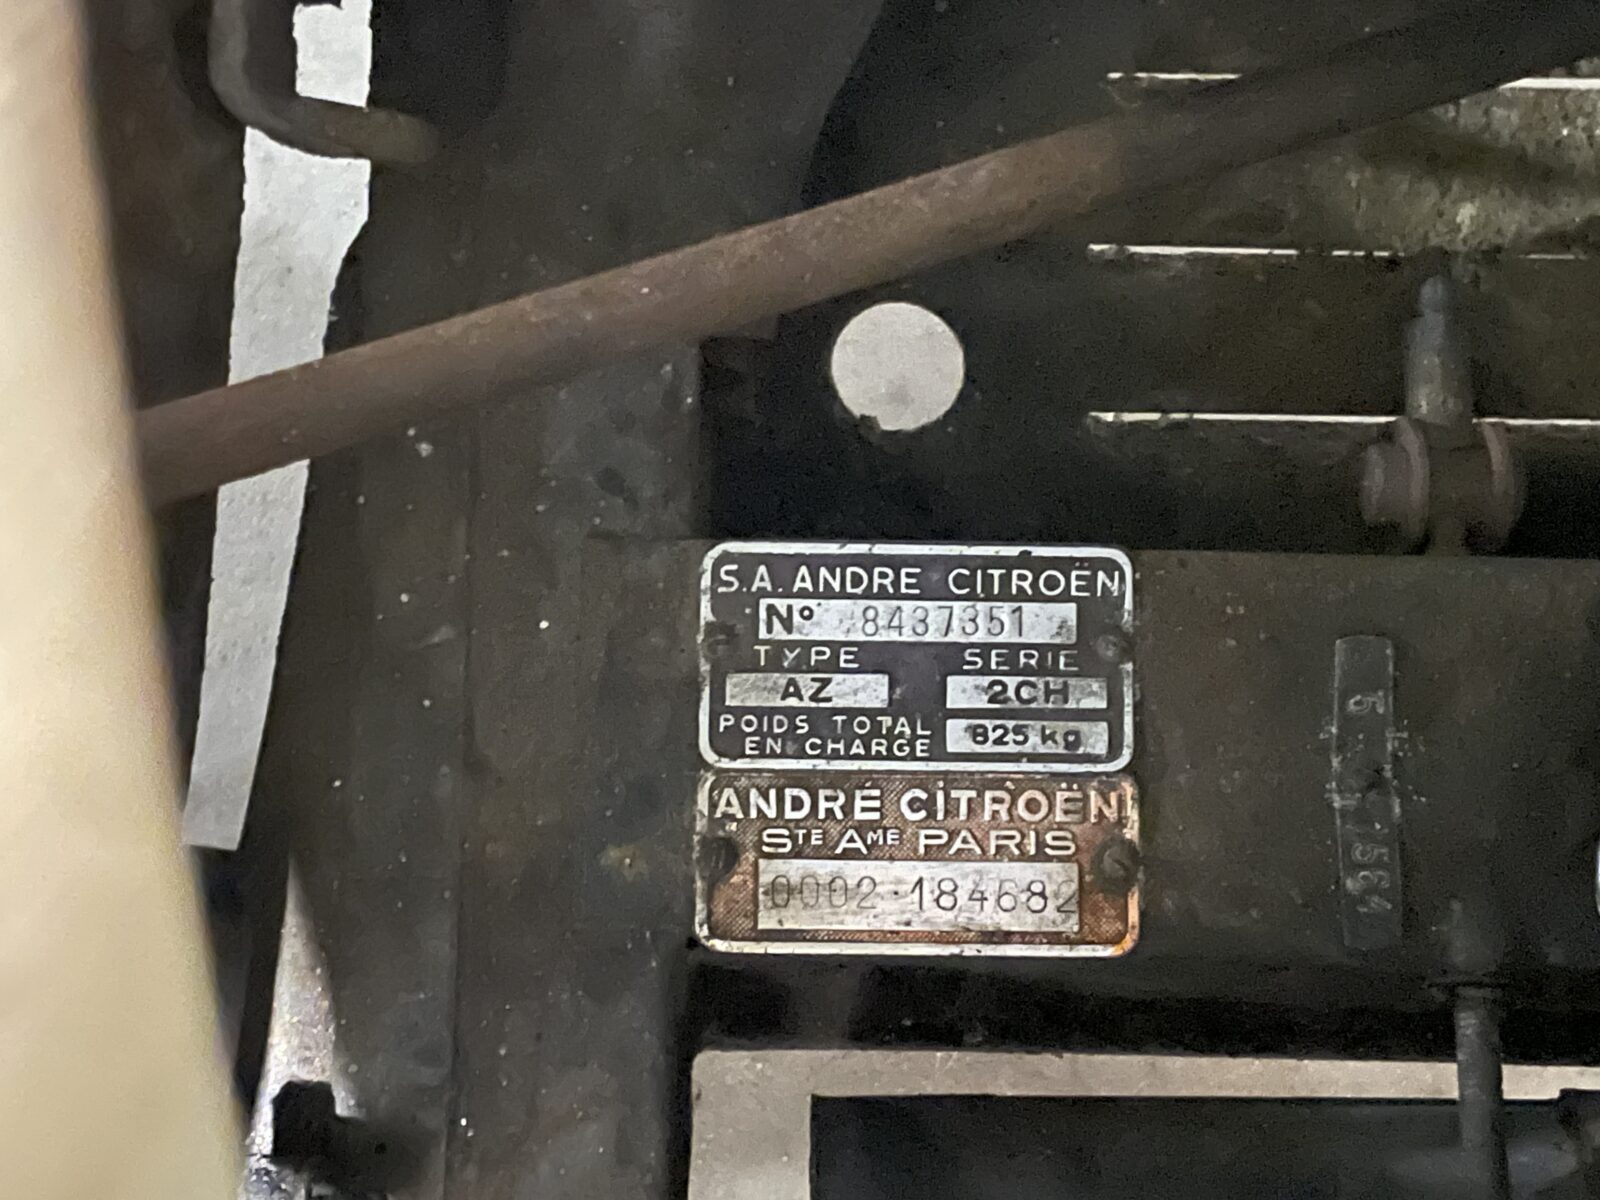 S.A. ANDRE CITROËN
Nº 8437351
TYPE SERIE
AZ 2CH
POIDS TOTAL
EN CHARGE 825 kg
ANDRÉ CITROËN
STE AME PARIS
0002·184682